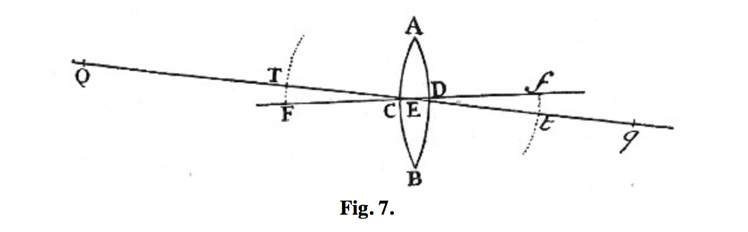 A
Q T D f
F C E t q
B
Fig. 7.